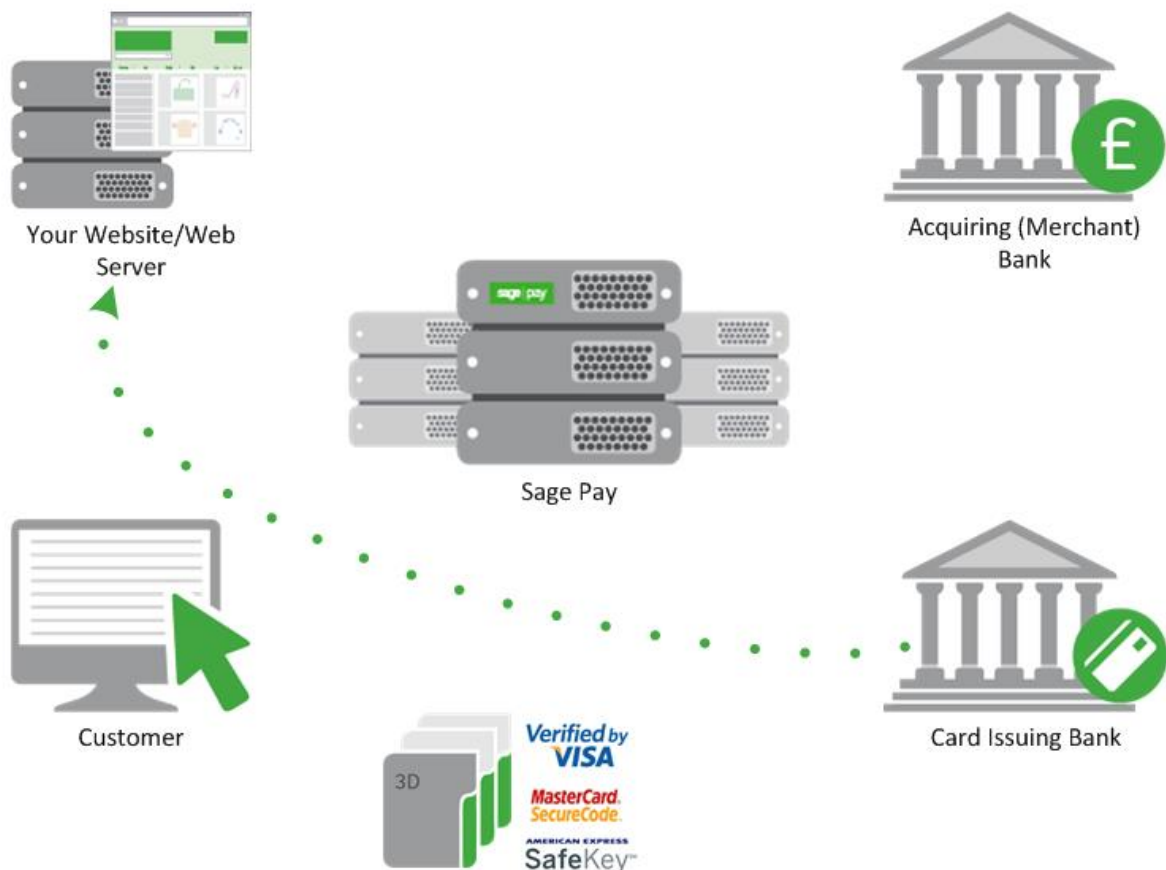 Your Website/Web
Server
Acquiring (Merchant)
Bank
£
sage pay
Sage Pay
Customer
Card Issuing Bank
3D
Verified by
VISA
MasterCard.
SecureCode.
AMERICAN EXPRESS
SafeKey™